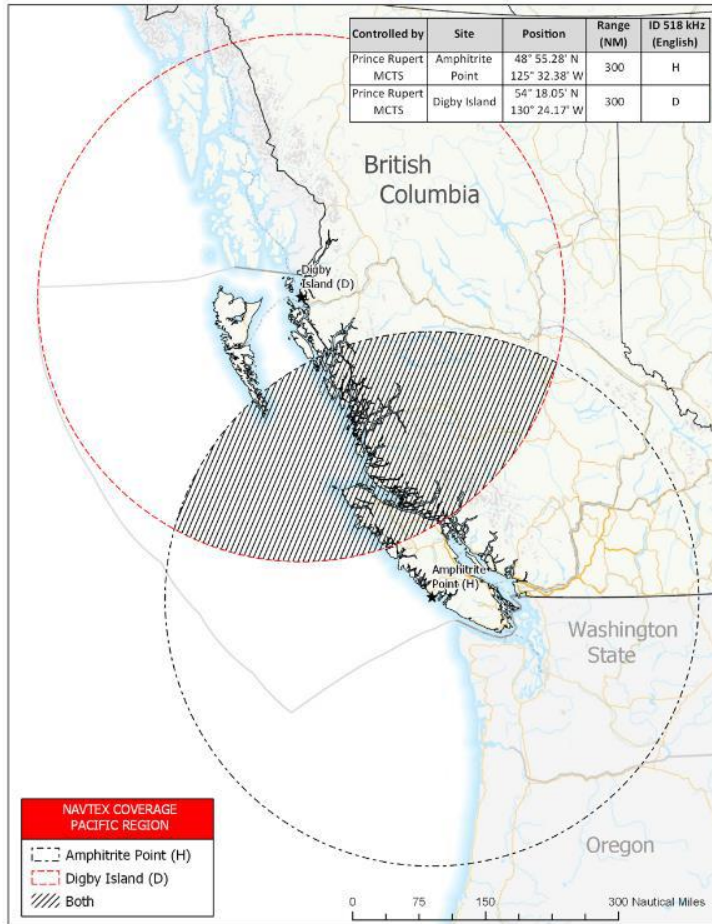 Controlled by Site Position Range (NM) ID 518 kHz (English)
Prince Rupert MCTS Amphitrite Point 48° 55.28' N 125° 32.38' W 300 H
Prince Rupert MCTS Digby Island 54° 18.05' N 130° 24.17' W 300 D
British
Columbia
Digby
Island (D)
Amphitrite
Point (H)
Washington
State
Oregon
NAVTEX COVERAGE
PACIFIC REGION
Amphitrite Point (H)
Digby Island (D)
Both
0 75 150 300 Nautical Miles